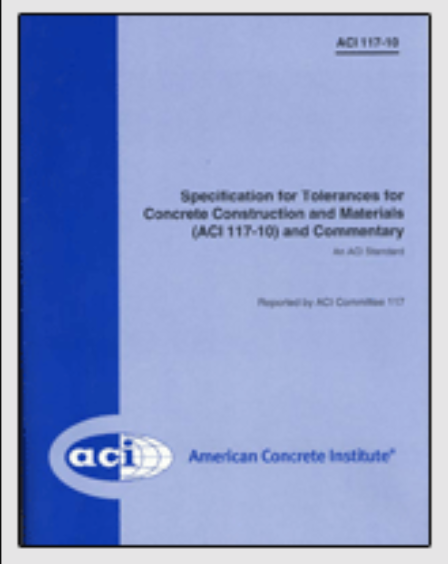 ACI 117-10
Specification for Tolerances for
Concrete Construction and Materials
(ACI 117-10) and Commentary
An ACI Standard
Reported by ACI Committee 117
aci
American Concrete Institute®